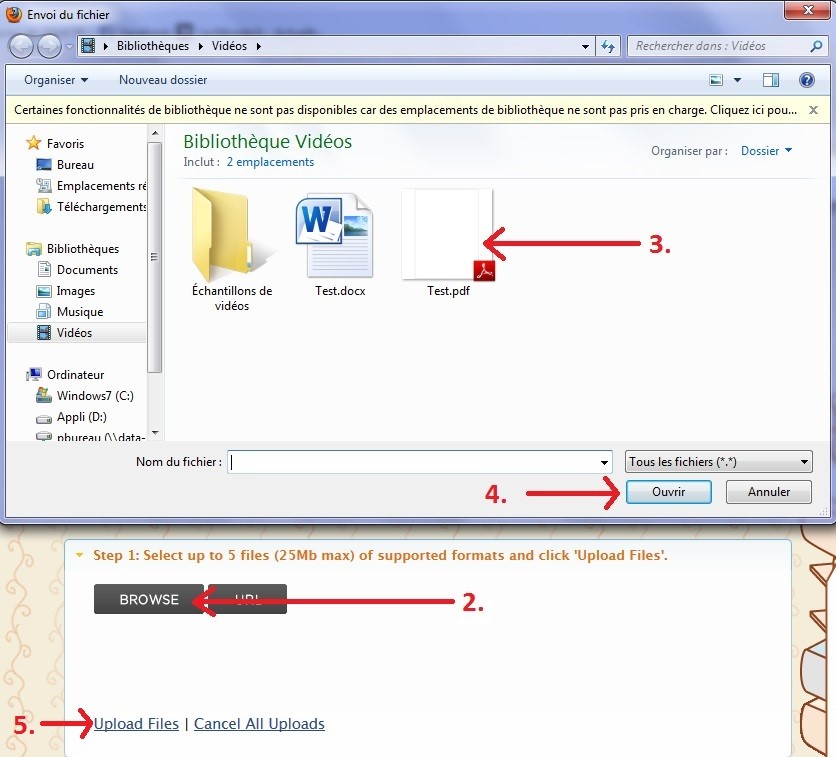 Envoi du fichier
Bibliothèques Vidéos
Rechercher dans : Vidéos
Organiser Nouveau dossier
Certaines fonctionnalités de bibliothèque ne sont pas disponibles car des emplacements de bibliothèque ne sont pas pris en charge. Cliquez ici pou...
Favoris
Bureau
Emplacements ré
Téléchargements
Bibliothèques
Documents
Images
Musique
Vidéos
Ordinateur
Windows7 (C:)
Appli (D:)
pbureau (\\data-
Bibliothèque Vidéos
Inclut : 2 emplacements
Organiser par : Dossier
Échantillons de
vidéos
Test.docx
Test.pdf
3.
Nom du fichier :
Tous les fichiers (*.*)
4.
Ouvrir
Annuler
Step 1: Select up to 5 files (25Mb max) of supported formats and click 'Upload Files'.
BROWSE
URL
2.
5.
Upload Files | Cancel All Uploads